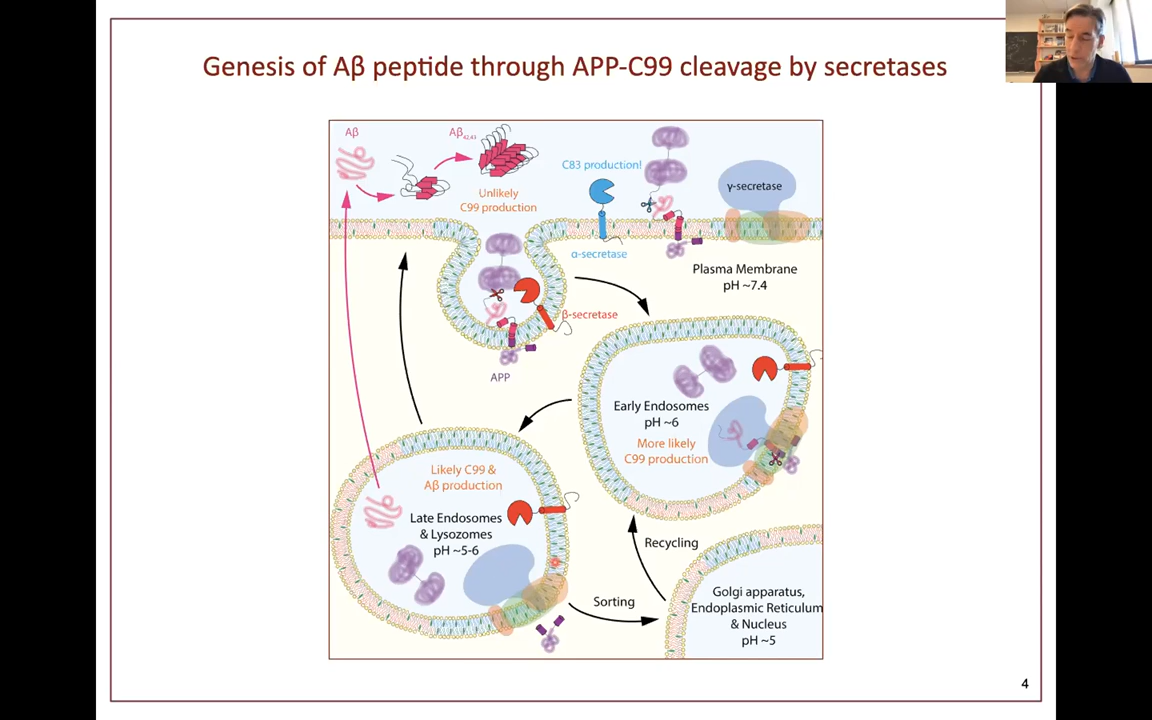 Genesis of Aβ peptide through APP-C99 cleavage by secretases
Aβ
Aβ42,43
Unlikely
C99 production
C83 production!
α-secretase
γ-secretase
Plasma Membrane
pH ~7.4
β-secretase
APP
Early Endosomes
pH ~6
More likely
C99 production
Likely C99 &
Aβ production
Late Endosomes
& Lysozomes
pH ~5-6
Recycling
Sorting
Golgi apparatus,
Endoplasmic Reticulum
& Nucleus
pH ~5
4